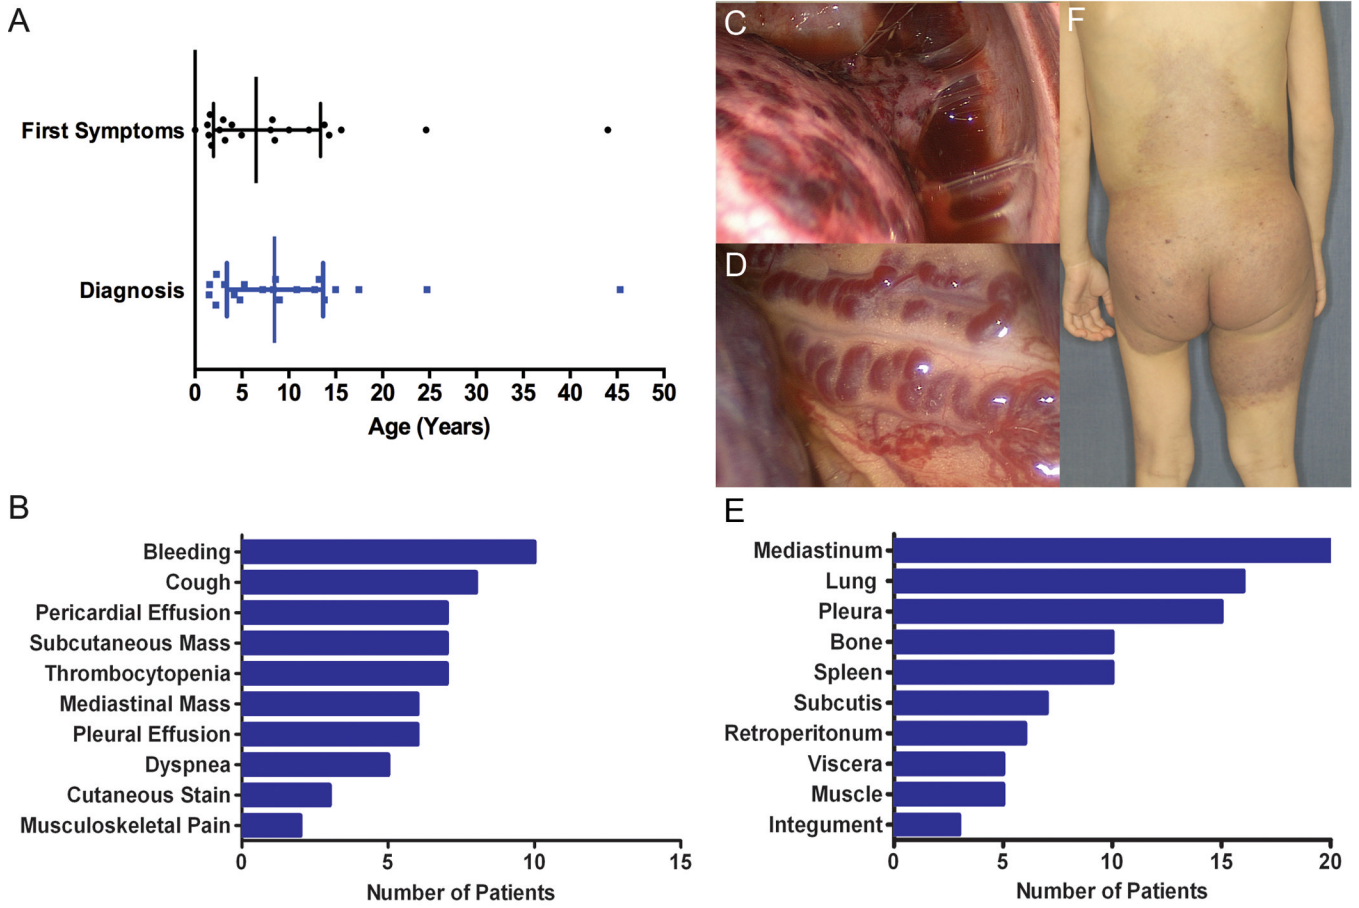 A
First Symptoms
Diagnosis
0 5 10 15 20 25 30 35 40 45 50
Age (Years)
C
D
F
B
Bleeding
Cough
Pericardial Effusion
Subcutaneous Mass
Thrombocytopenia
Mediastinal Mass
Pleural Effusion
Dyspnea
Cutaneous Stain
Musculoskeletal Pain
0 5 10 15
Number of Patients
E
Mediastinum
Lung
Pleura
Bone
Spleen
Subcutis
Retroperitonum
Viscera
Muscle
Integument
0 5 10 15 20
Number of Patients